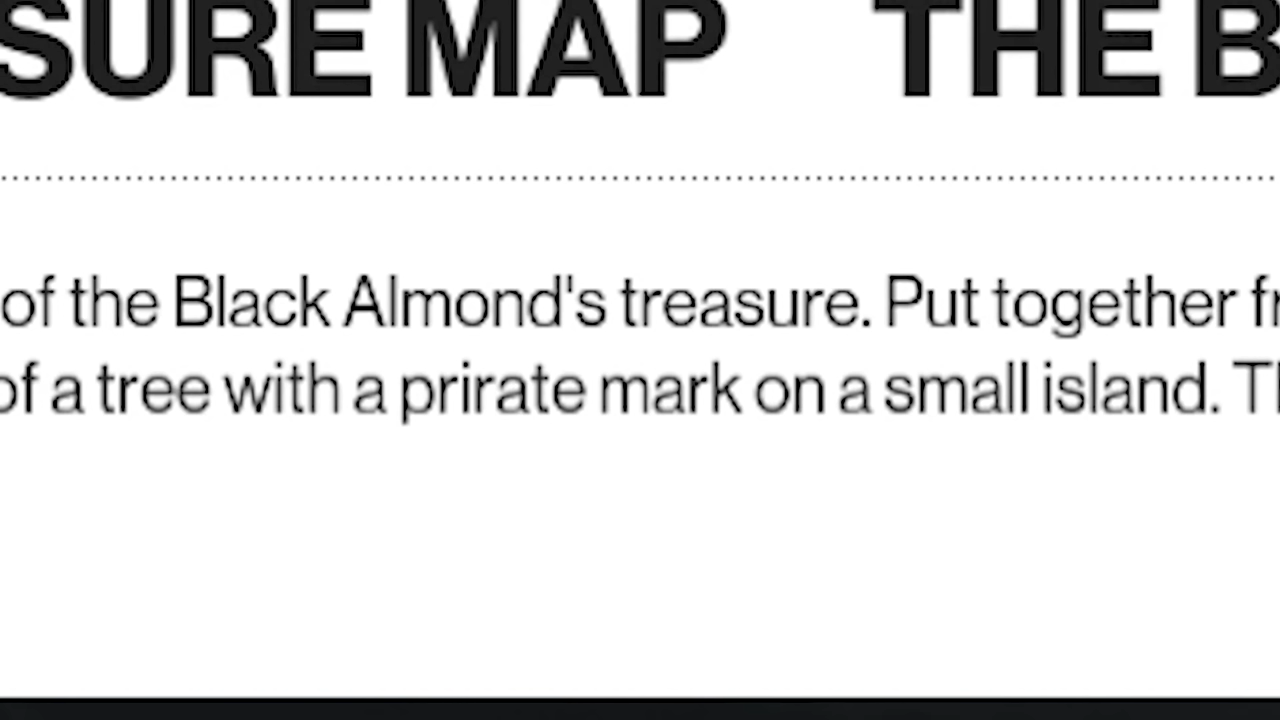 SURE MAP THE B
of the Black Almond's treasure. Put together fr
of a tree with a prirate mark on a small island. Th